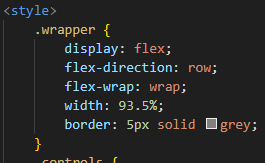 <style>
.wrapper {
display: flex;
flex-direction: row;
flex-wrap: wrap;
width: 93.5%;
border: 5px solid grey;
}
.controls {